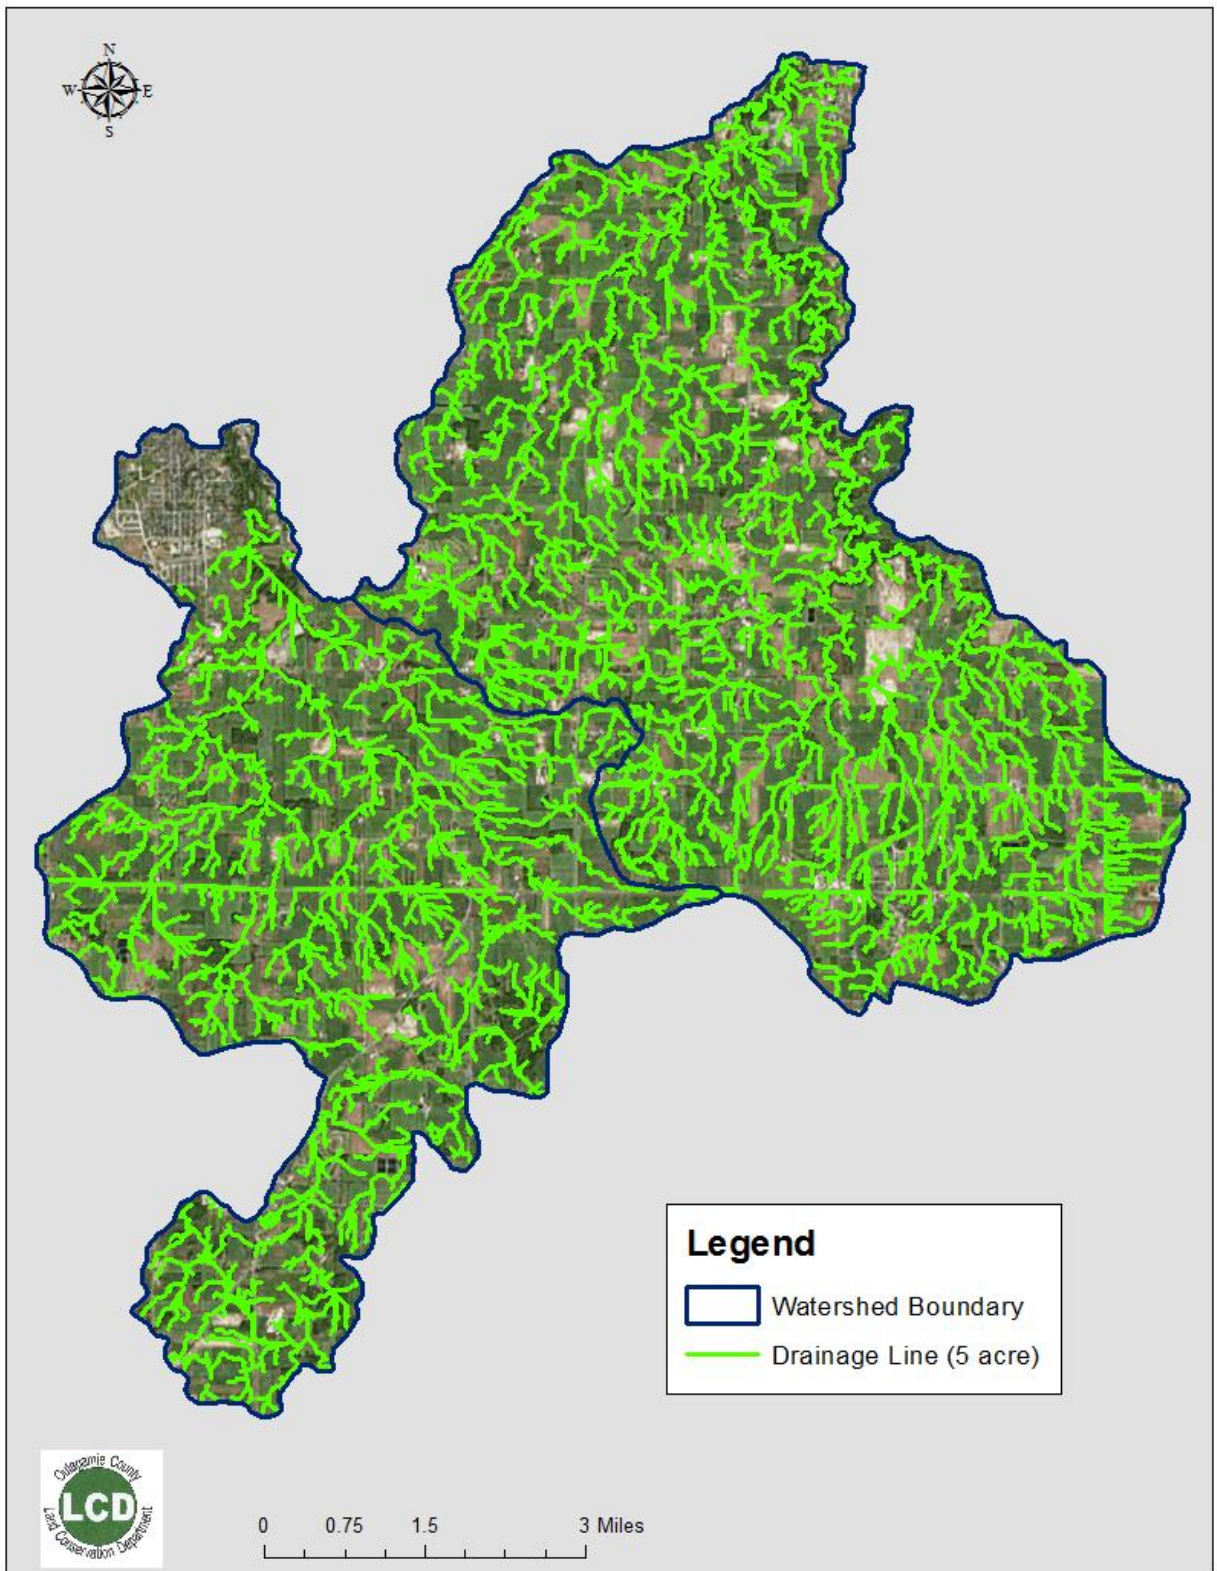 N
W E
S
Legend
Watershed Boundary
Drainage Line (5 acre)
Outagamie County
LCD
Land Conservation Department
0 0.75 1.5 3 Miles